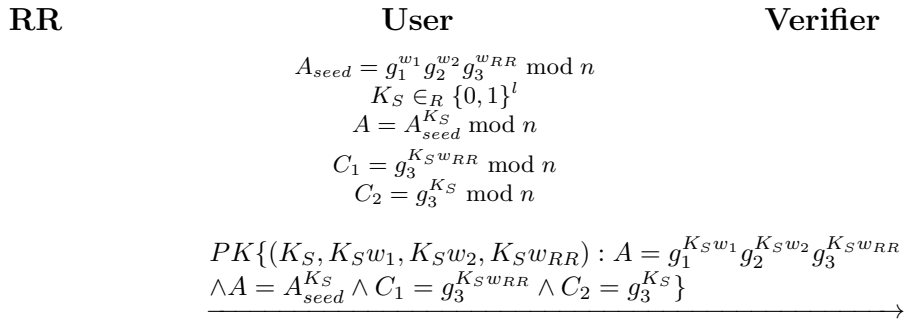 RR User Verifier
A_{seed} = g_1^{w_1} g_2^{w_2} g_3^{w_{RR}} mod n
K_S ∈_R {0, 1}^l
A = A_{seed}^{K_S} mod n
C_1 = g_3^{K_S w_{RR}} mod n
C_2 = g_3^{K_S} mod n
PK{(K_S, K_S w_1, K_S w_2, K_S w_{RR}) : A = g_1^{K_S w_1} g_2^{K_S w_2} g_3^{K_S w_{RR}}
∧A = A_{seed}^{K_S} ∧ C_1 = g_3^{K_S w_{RR}} ∧ C_2 = g_3^{K_S}}